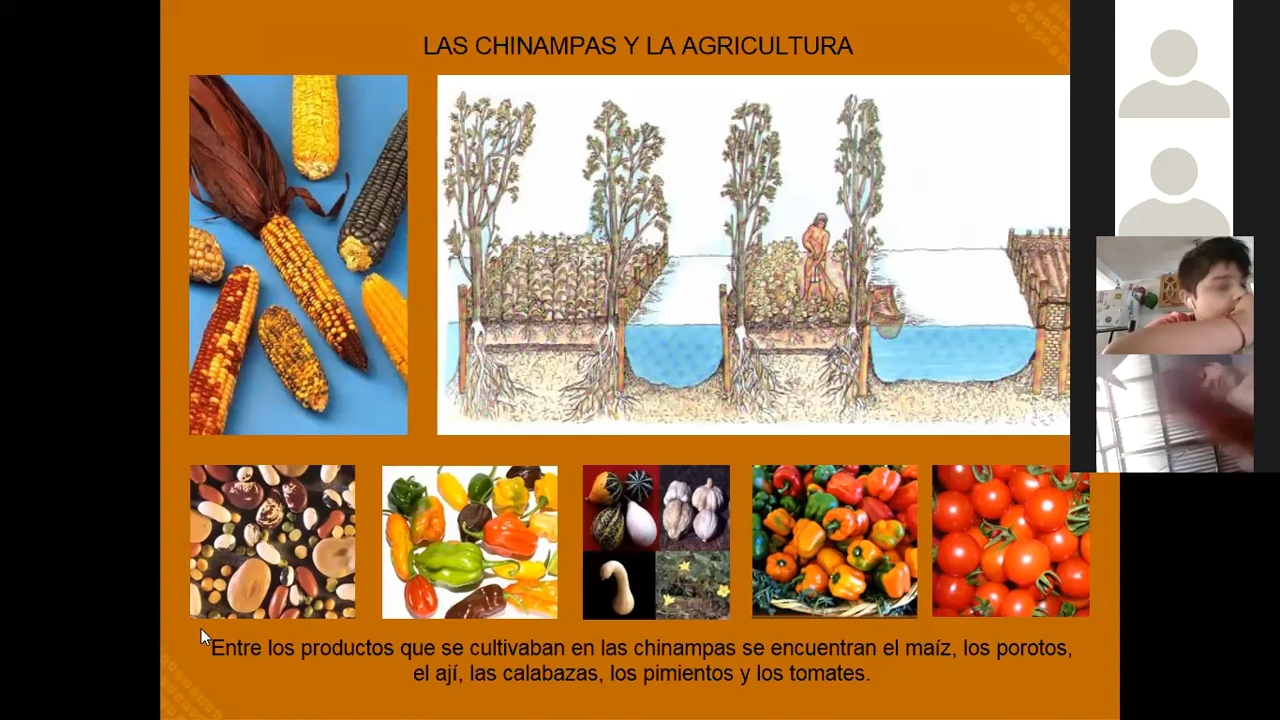 LAS CHINAMPAS Y LA AGRICULTURA
Entre los productos que se cultivaban en las chinampas se encuentran el maíz, los porotos,
el ají, las calabazas, los pimientos y los tomates.